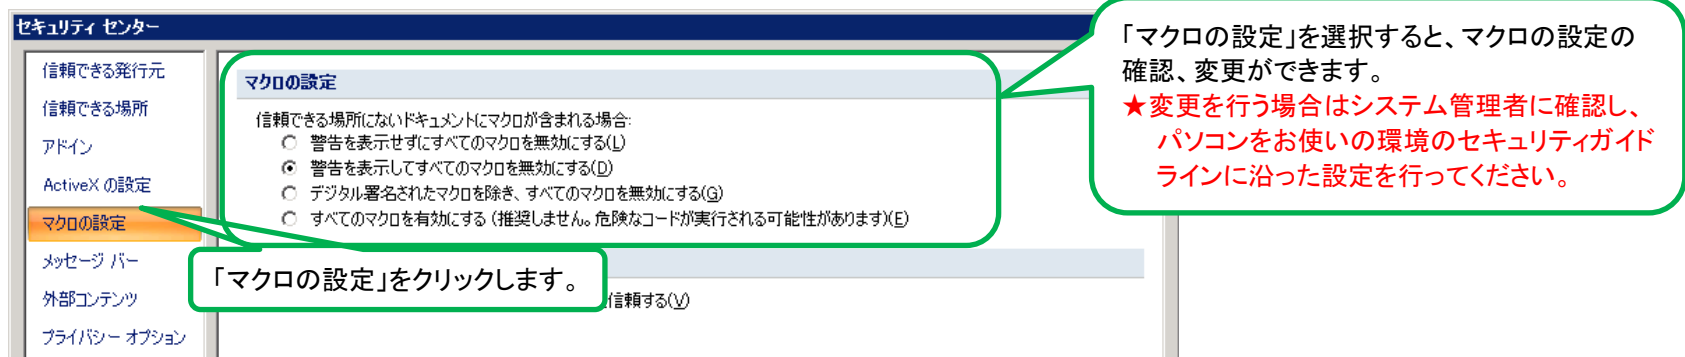 セキュリティ センター
信頼できる発行元
信頼できる場所
アドイン
ActiveX の設定
マクロの設定
メッセージ バー
外部コンテンツ
プライバシー オプション
マクロの設定
信頼できる場所にないドキュメントにマクロが含まれる場合:
警告を表示せずにすべてのマクロを無効にする(L)
警告を表示してすべてのマクロを無効にする(D)
デジタル署名されたマクロを除き、すべてのマクロを無効にする(G)
すべてのマクロを有効にする (推奨しません。危険なコードが実行される可能性があります)(E)
信頼する(V)
「マクロの設定」をクリックします。
「マクロの設定」を選択すると、マクロの設定の
確認、変更ができます。
★変更を行う場合はシステム管理者に確認し、
パソコンをお使いの環境のセキュリティガイド
ラインに沿った設定を行ってください。